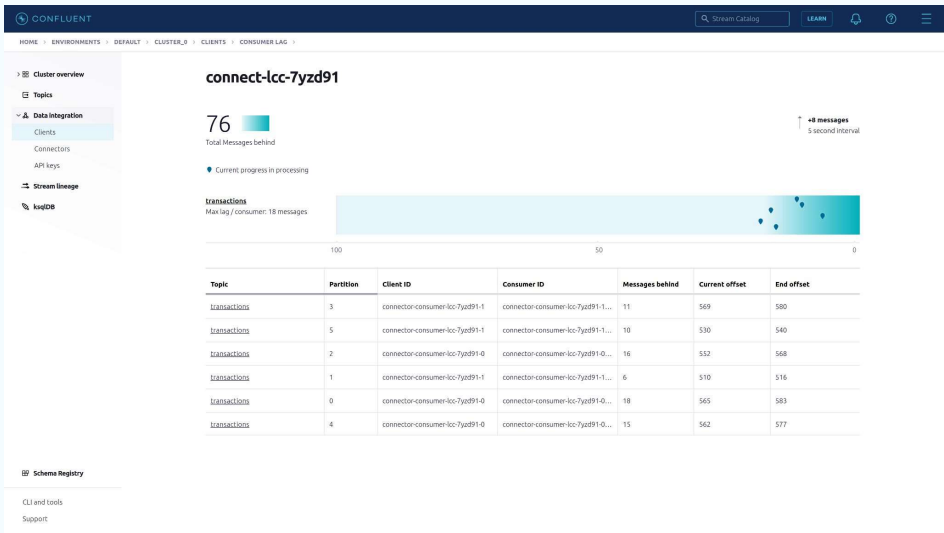 CONFLUENT
Stream Catalog
LEARN
HOME > ENVIRONMENTS > DEFAULT > CLUSTER_0 > CLIENTS > CONSUMER LAG >
Cluster overview
Topics
Data integration
Clients
Connectors
API keys
Stream lineage
ksqlDB
Schema Registry
CLI and tools
Support
connect-lcc-7yzd91
76
Total Messages behind
+8 messages
5 second interval
Current progress in processing
transactions
Max lag / consumer: 18 messages
100 50 0
Topic Partition Client ID Consumer ID Messages behind Current offset End offset
transactions 3 connector-consumer-lcc-7yzd91-1 connector-consumer-lcc-7yzd91-1... 11 569 580
transactions 5 connector-consumer-lcc-7yzd91-1 connector-consumer-lcc-7yzd91-1... 10 530 540
transactions 2 connector-consumer-lcc-7yzd91-0 connector-consumer-lcc-7yzd91-0... 16 552 568
transactions 1 connector-consumer-lcc-7yzd91-1 connector-consumer-lcc-7yzd91-1... 6 510 516
transactions 0 connector-consumer-lcc-7yzd91-0 connector-consumer-lcc-7yzd91-0... 18 565 583
transactions 4 connector-consumer-lcc-7yzd91-0 connector-consumer-lcc-7yzd91-0... 15 562 577